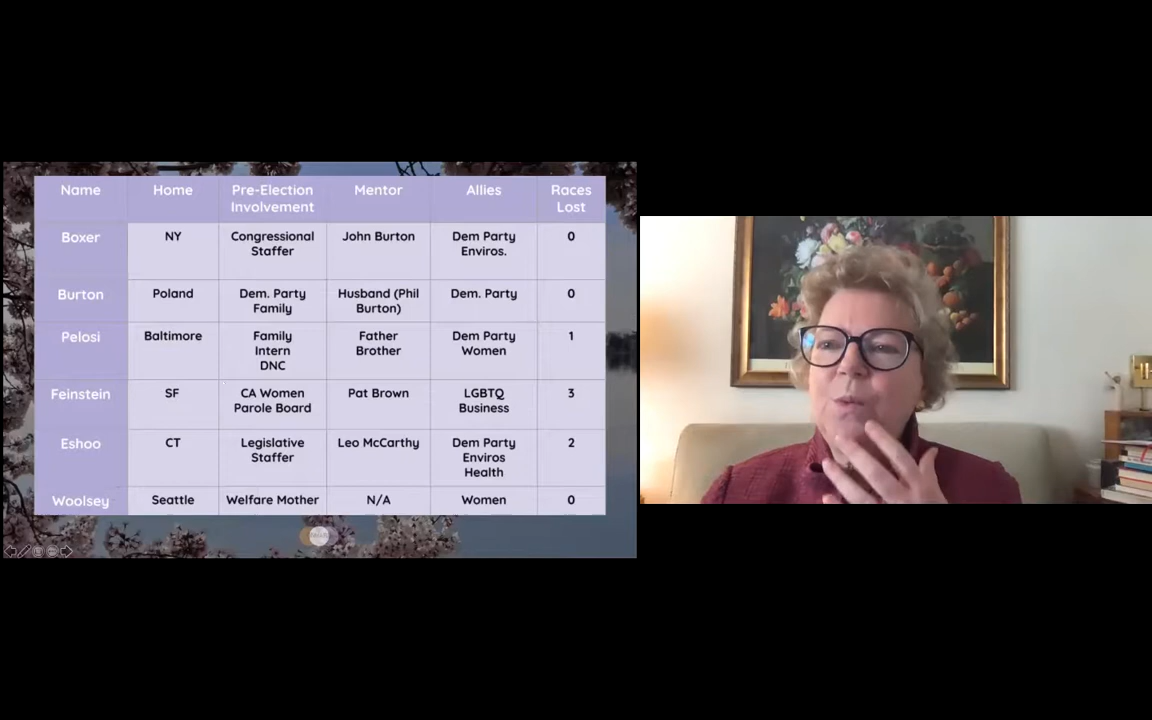 Name Home Pre-Election Mentor Allies Races
Involvement Lost
Boxer NY Congressional John Burton Dem Party 0
Staffer Enviros.
Burton Poland Dem. Party Husband (Phil Dem. Party 0
Family Burton)
Pelosi Baltimore Family Father Dem Party 1
Intern Brother Women
DNC
Feinstein SF CA Women Pat Brown LGBTQ 3
Parole Board Business
Eshoo CT Legislative Leo McCarthy Dem Party 2
Staffer Enviros
Health
Woolsey Seattle Welfare Mother N/A Women 0